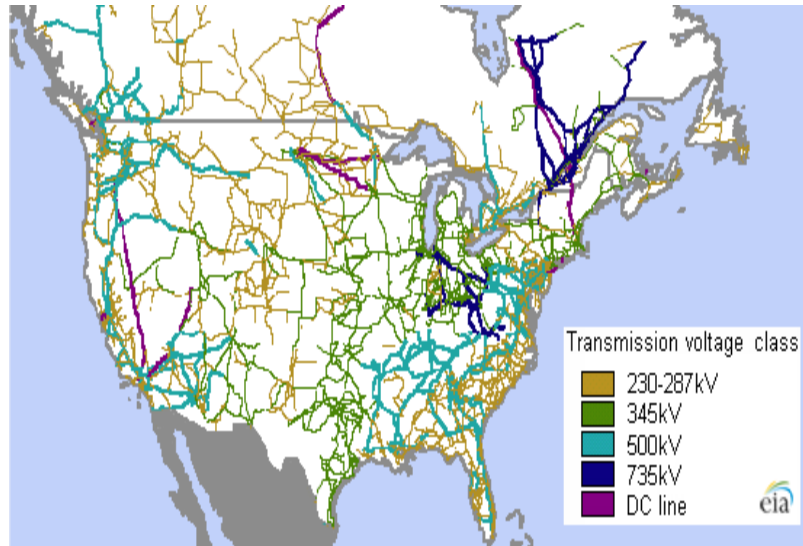 Transmission voltage class
230-287kV
345kV
500kV
735kV
DC line
eia